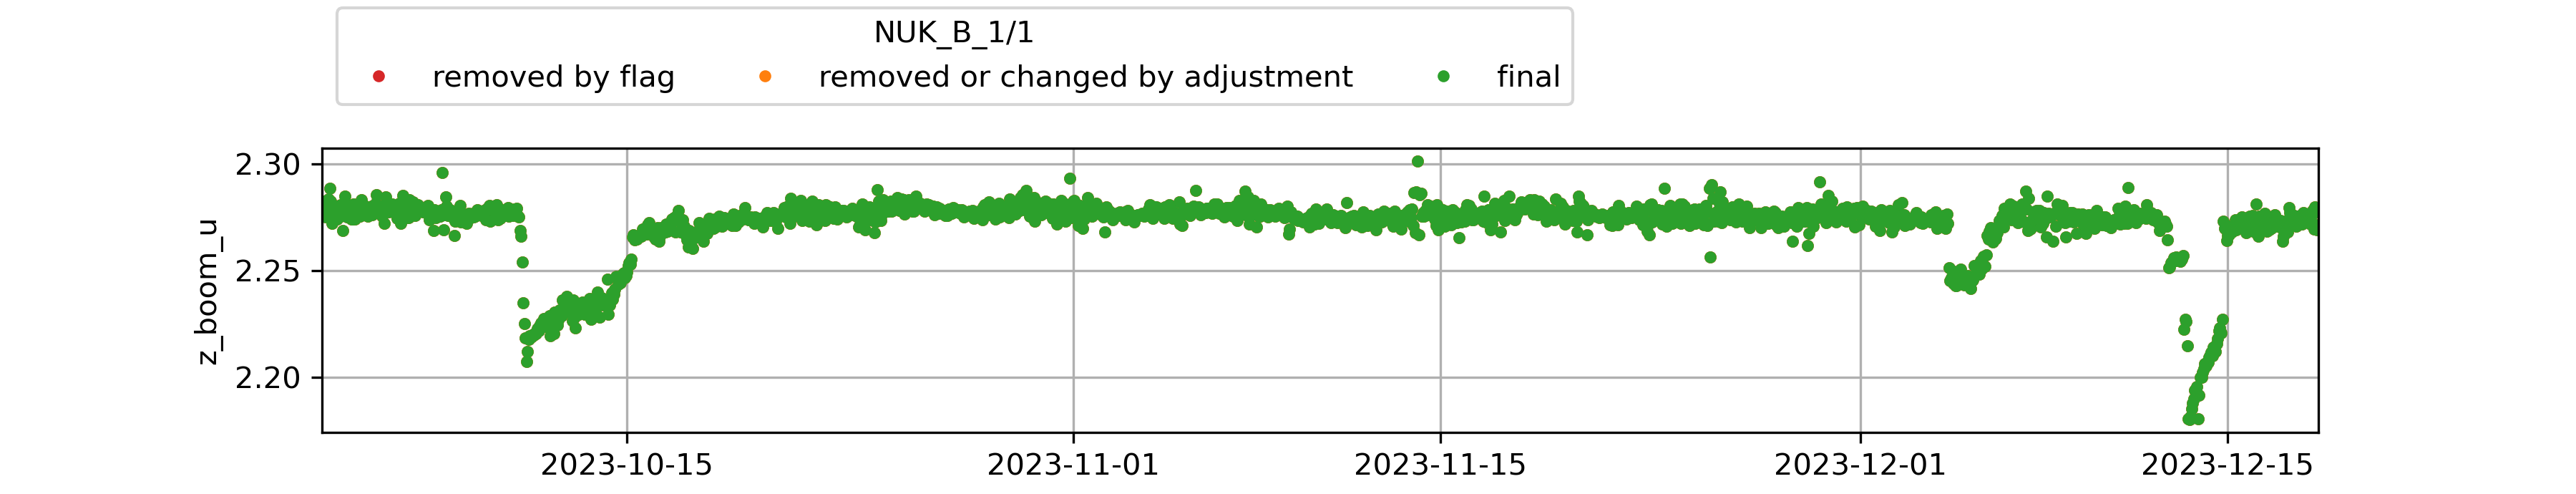 NUK_B_1/1
removed by flag removed or changed by adjustment final
z_boom_u
2.30
2.25
2.20
2023-10-15 2023-11-01 2023-11-15 2023-12-01 2023-12-15